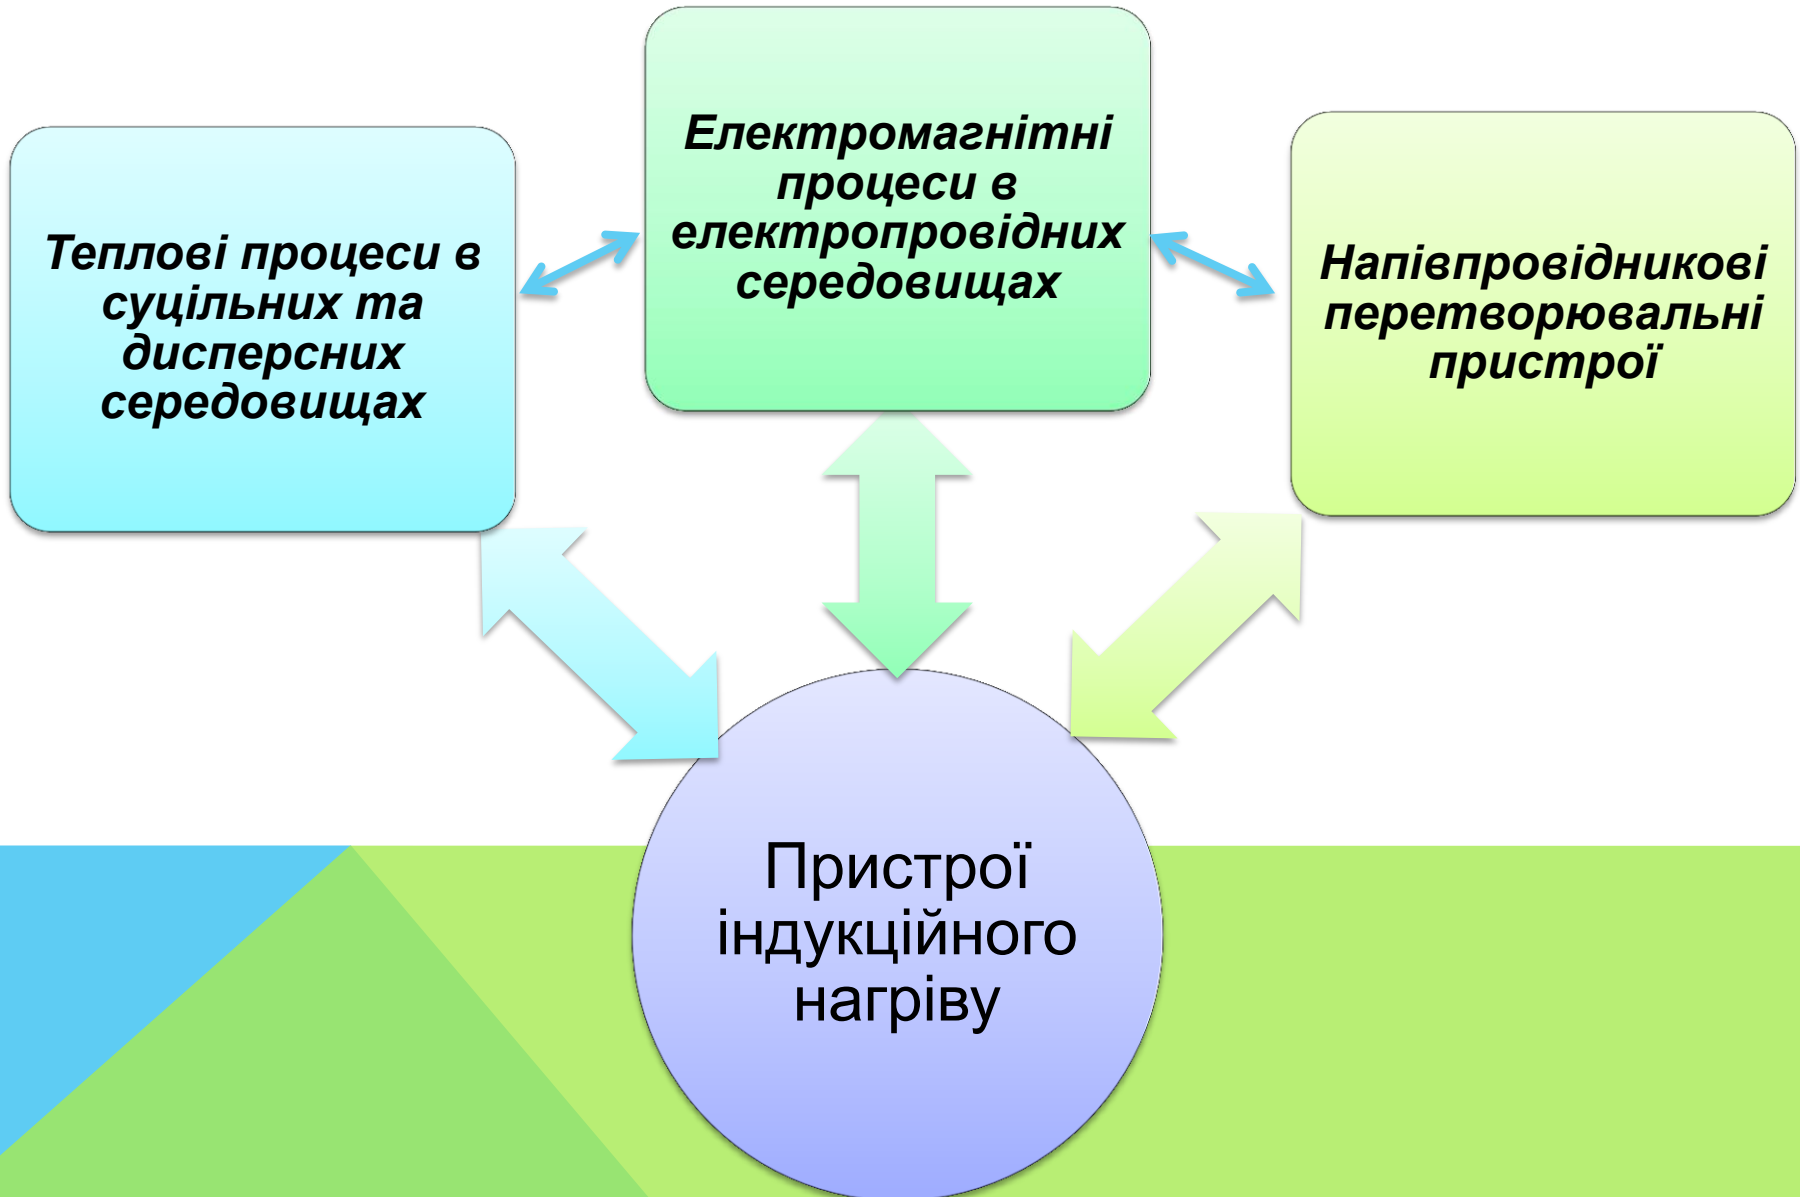 Теплові процеси в
суцільних та
дисперсних
середовищах
Електромагнітні
процеси в
електропровідних
середовищах
Напівпровідникові
перетворювальні
пристрої
Пристрої
індукційного
нагріву